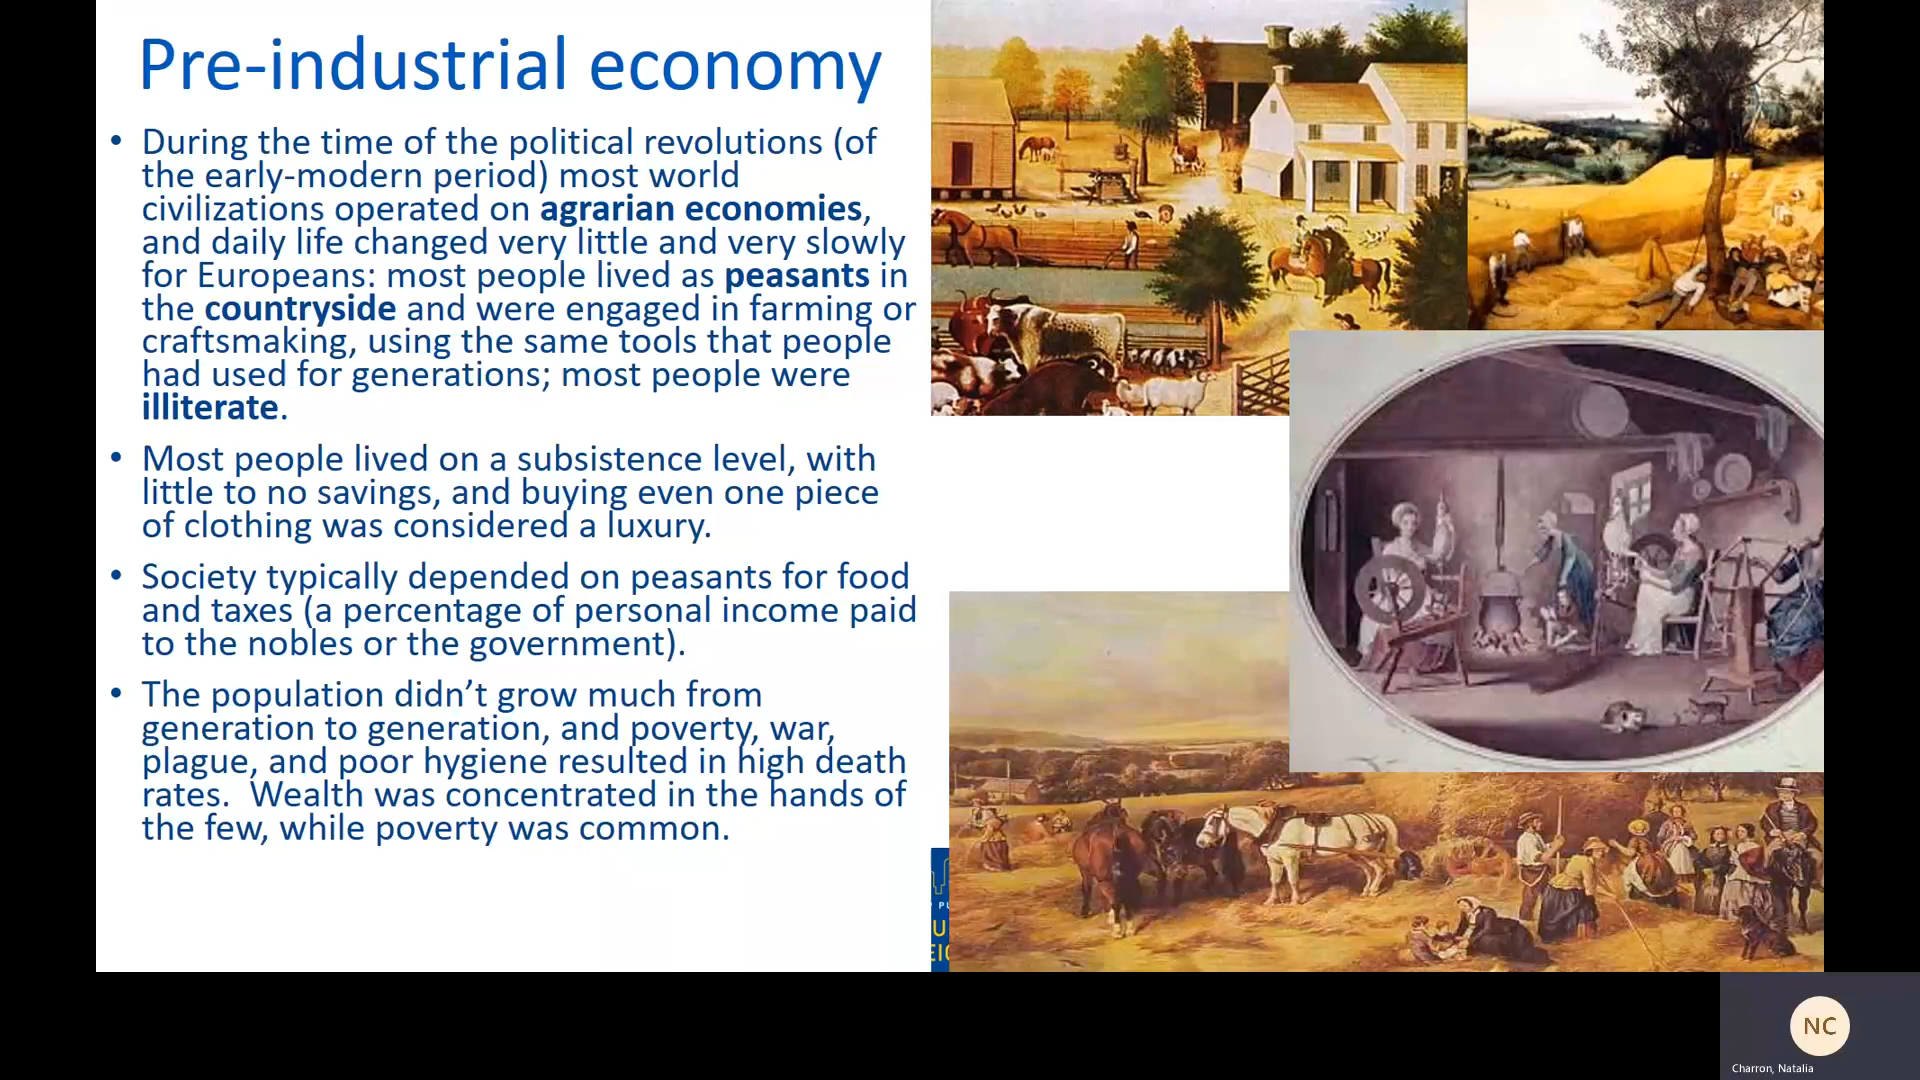 Pre-industrial economy
• During the time of the political revolutions (of
the early-modern period) most world
civilizations operated on agrarian economies,
and daily life changed very little and very slowly
for Europeans: most people lived as peasants in
the countryside and were engaged in farming or
craftsmaking, using the same tools that people
had used for generations; most people were
illiterate.
• Most people lived on a subsistence level, with
little to no savings, and buying even one piece
of clothing was considered a luxury.
• Society typically depended on peasants for food
and taxes (a percentage of personal income paid
to the nobles or the government).
• The population didn’t grow much from
generation to generation, and poverty, war,
plague, and poor hygiene resulted in high death
rates.  Wealth was concentrated in the hands of
the few, while poverty was common.
NC
Charron, Natalia